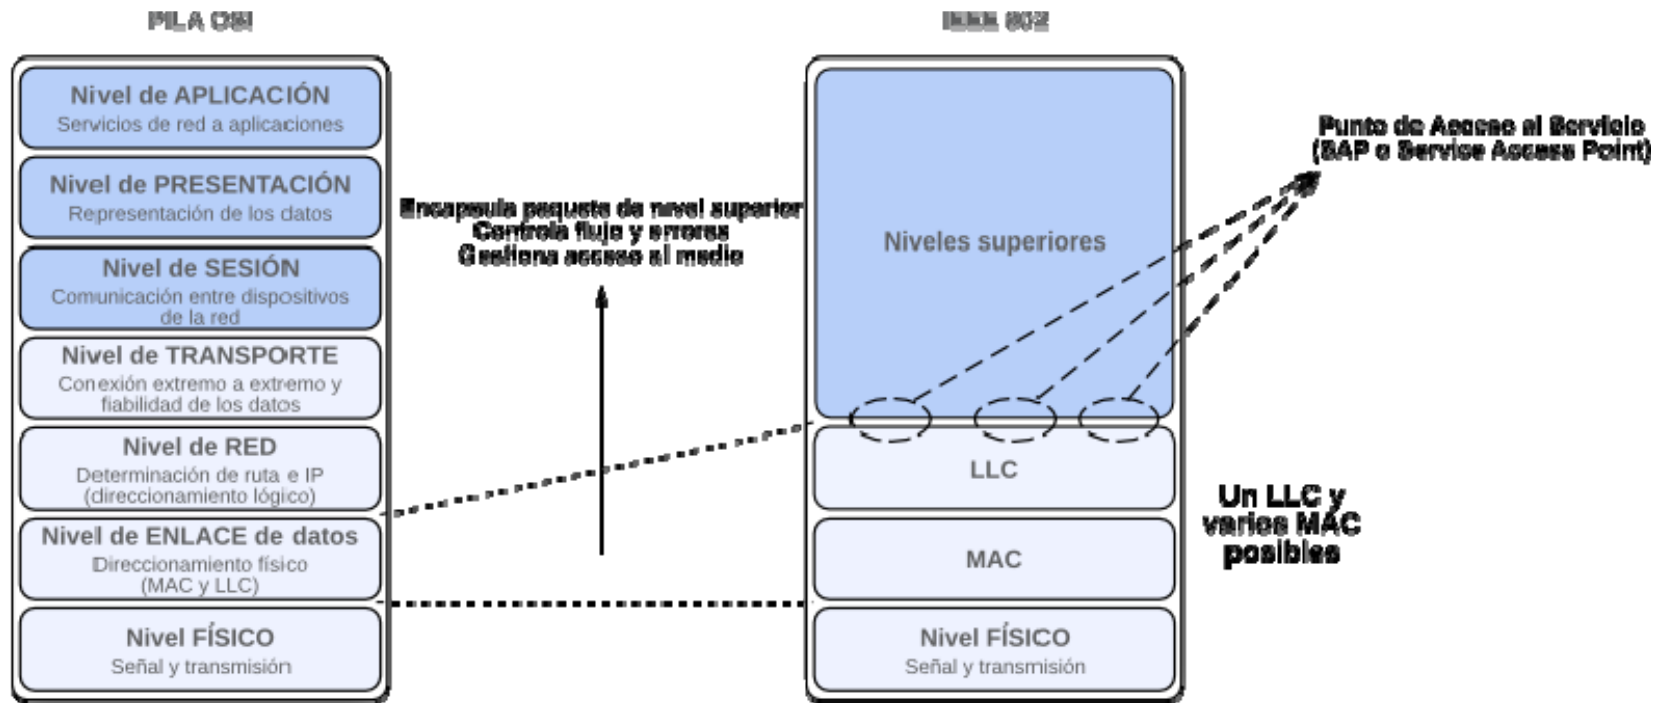 PILA OSI
Nivel de APLICACIÓN
Servicios de red a aplicaciones
Nivel de PRESENTACIÓN
Representación de los datos
Nivel de SESIÓN
Comunicación entre dispositivos
de la red
Nivel de TRANSPORTE
Conexión extremo a extremo y
fiabilidad de los datos
Nivel de RED
Determinación de ruta e IP
(direccionamiento lógico)
Nivel de ENLACE de datos
Direccionamiento físico
(MAC y LLC)
Nivel FÍSICO
Señal y transmisión
Encapsula paquete de nivel superior
Controla flujo y errores
Gestiona acceso al medio
IEEE 802
Niveles superiores
LLC
MAC
Nivel FÍSICO
Señal y transmisión
Punto de Acceso al Servicio
(SAP o Service Access Point)
Un LLC y
varios MAC
posibles